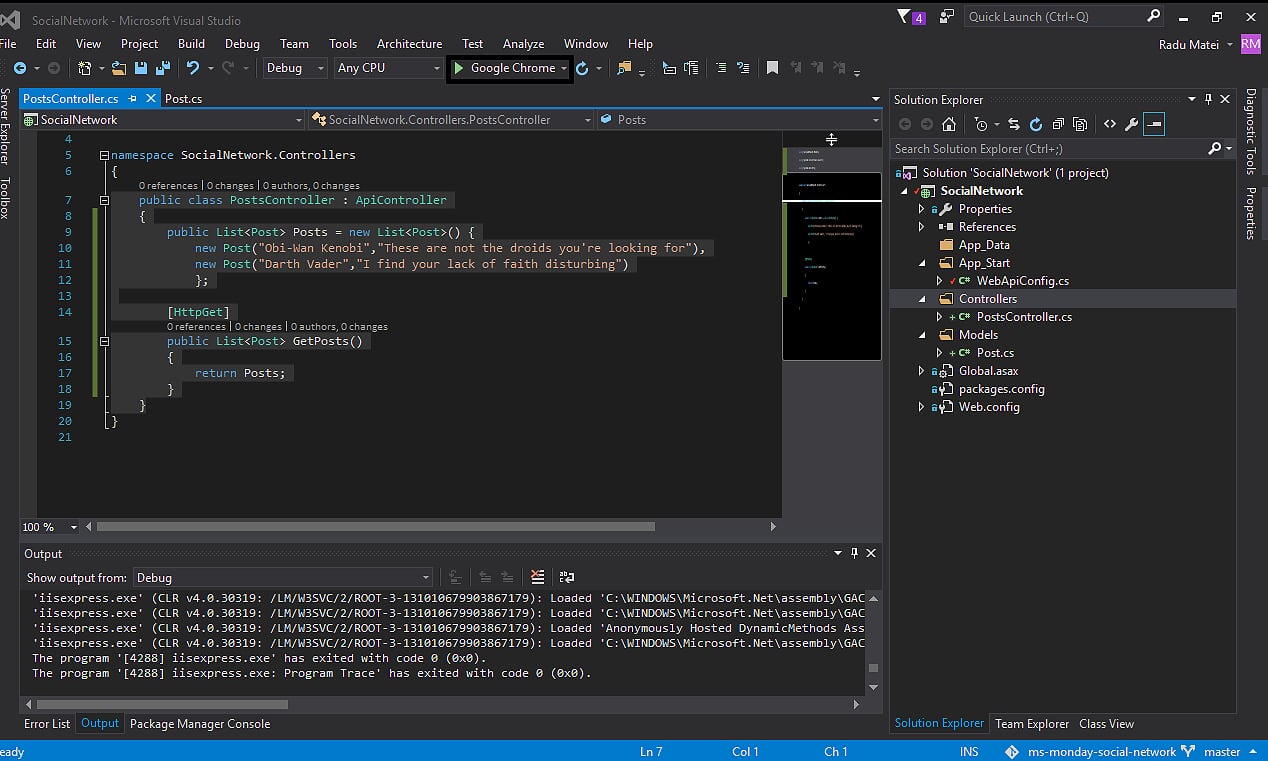 SocialNetwork - Microsoft Visual Studio
4
Quick Launch (Ctrl+Q)
File Edit View Project Build Debug Team Tools Architecture Test Analyze Window Help
Radu Matei RM
Debug Any CPU Google Chrome
PostsController.cs Post.cs
SocialNetwork SocialNetwork.Controllers.PostsController Posts
4
5 namespace SocialNetwork.Controllers
6 {
0 references | 0 changes | 0 authors, 0 changes
7 public class PostsController : ApiController
8 {
9 public List<Post> Posts = new List<Post>() {
10 new Post("Obi-Wan Kenobi","These are not the droids you're looking for"),
11 new Post("Darth Vader","I find your lack of faith disturbing")
12 };
13
14 [HttpGet]
0 references | 0 changes | 0 authors, 0 changes
15 public List<Post> GetPosts()
16 {
17 return Posts;
18 }
19 }
20 }
21
100 %
Output
Show output from: Debug
'iisexpress.exe' (CLR v4.0.30319: /LM/W3SVC/2/ROOT-3-131010679903867179): Loaded 'C:\WINDOWS\Microsoft.Net\assembly\GAC
'iisexpress.exe' (CLR v4.0.30319: /LM/W3SVC/2/ROOT-3-131010679903867179): Loaded 'C:\WINDOWS\Microsoft.Net\assembly\GAC
'iisexpress.exe' (CLR v4.0.30319: /LM/W3SVC/2/ROOT-3-131010679903867179): Loaded 'Anonymously Hosted DynamicMethods Ass
'iisexpress.exe' (CLR v4.0.30319: /LM/W3SVC/2/ROOT-3-131010679903867179): Loaded 'C:\WINDOWS\Microsoft.Net\assembly\GAC
The program '[4288] iisexpress.exe' has exited with code 0 (0x0).
The program '[4288] iisexpress.exe: Program Trace' has exited with code 0 (0x0).
Error List Output Package Manager Console
Server Explorer
Toolbox
Solution Explorer
Search Solution Explorer (Ctrl+;)
Solution 'SocialNetwork' (1 project)
SocialNetwork
Properties
References
App_Data
App_Start
C# WebApiConfig.cs
Controllers
C# PostsController.cs
Models
C# Post.cs
Global.asax
packages.config
Web.config
Solution Explorer Team Explorer Class View
Diagnostic Tools
Properties
eady Ln 7 Col 1 Ch 1 INS ms-monday-social-network master